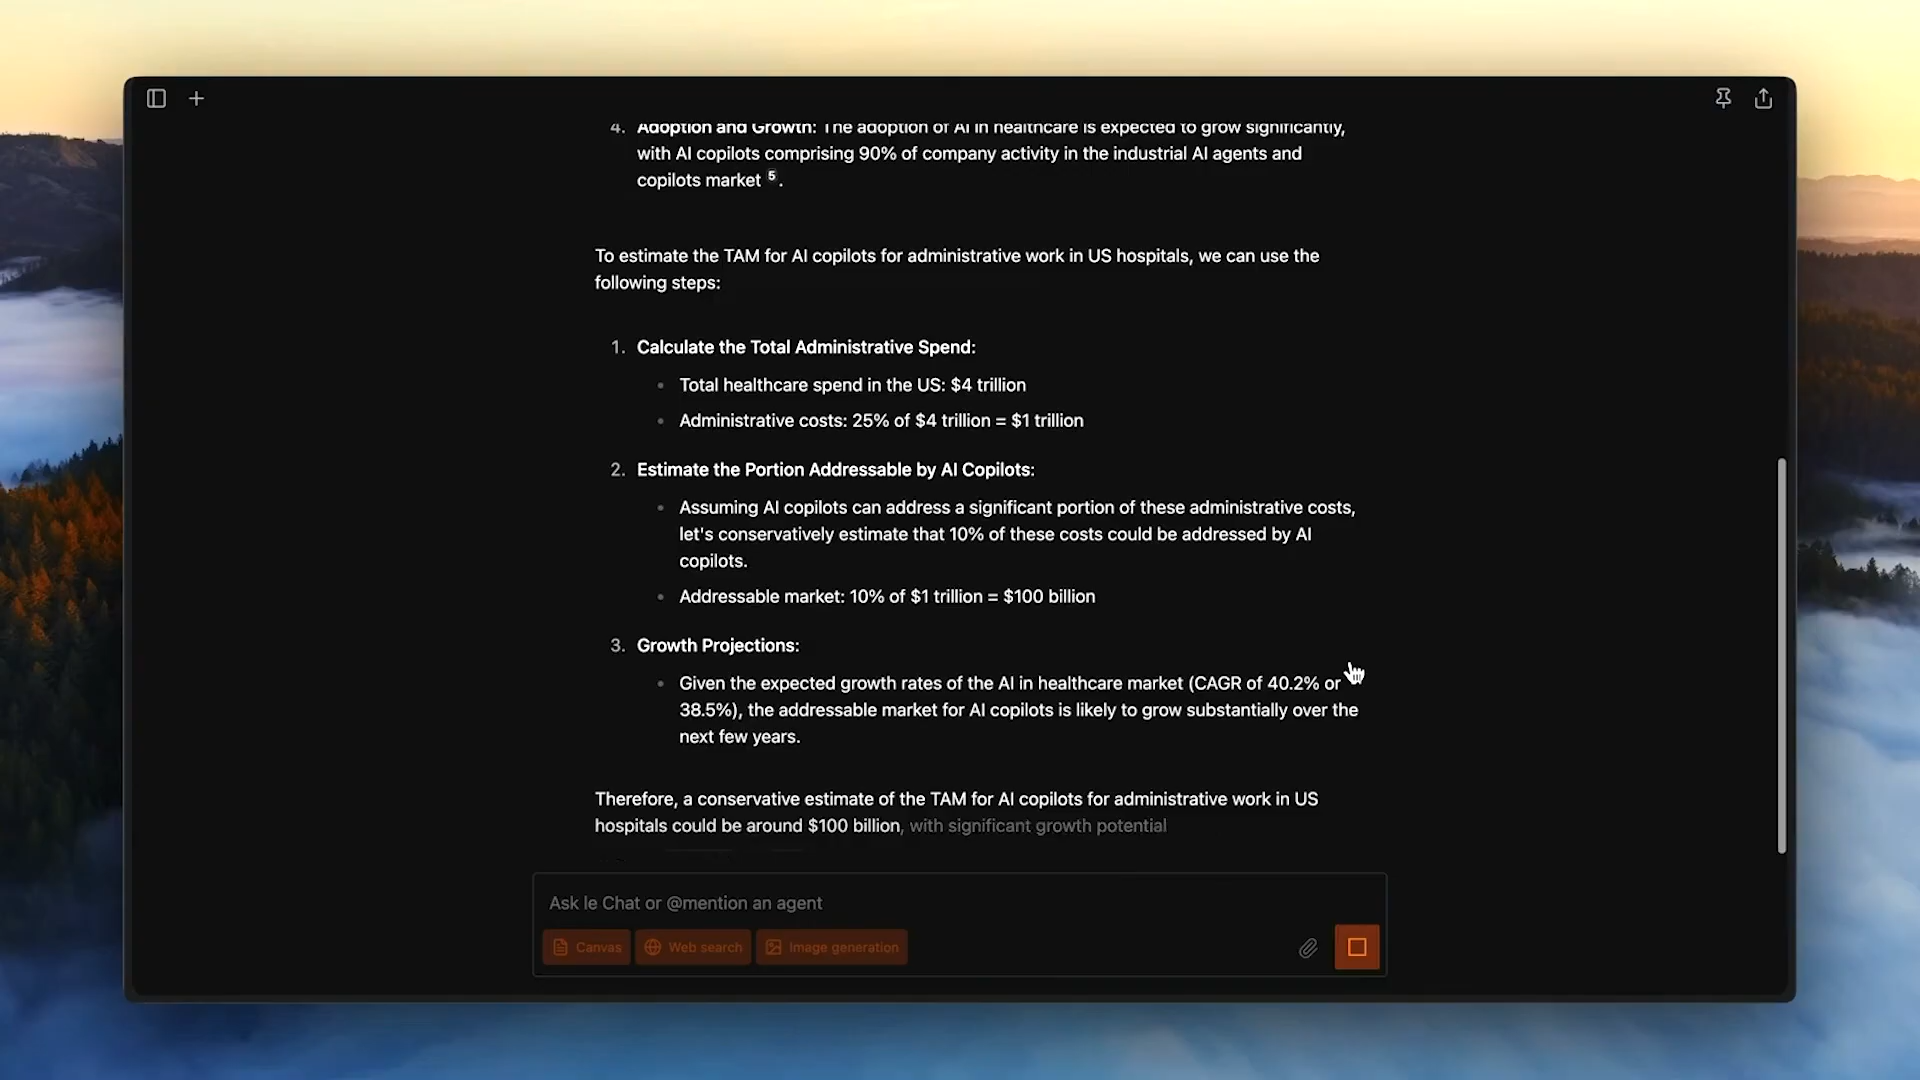 4. Adoption and Growth: The adoption of AI in healthcare is expected to grow significantly,
with AI copilots comprising 90% of company activity in the industrial AI agents and
copilots market 5.
To estimate the TAM for AI copilots for administrative work in US hospitals, we can use the
following steps:
1. Calculate the Total Administrative Spend:
• Total healthcare spend in the US: $4 trillion
• Administrative costs: 25% of $4 trillion = $1 trillion
2. Estimate the Portion Addressable by AI Copilots:
• Assuming AI copilots can address a significant portion of these administrative costs,
let's conservatively estimate that 10% of these costs could be addressed by AI
copilots.
• Addressable market: 10% of $1 trillion = $100 billion
3. Growth Projections:
• Given the expected growth rates of the AI in healthcare market (CAGR of 40.2% or
38.5%), the addressable market for AI copilots is likely to grow substantially over the
next few years.
Therefore, a conservative estimate of the TAM for AI copilots for administrative work in US
hospitals could be around $100 billion, with significant growth potential
Ask le Chat or @mention an agent
Canvas Web search Image generation